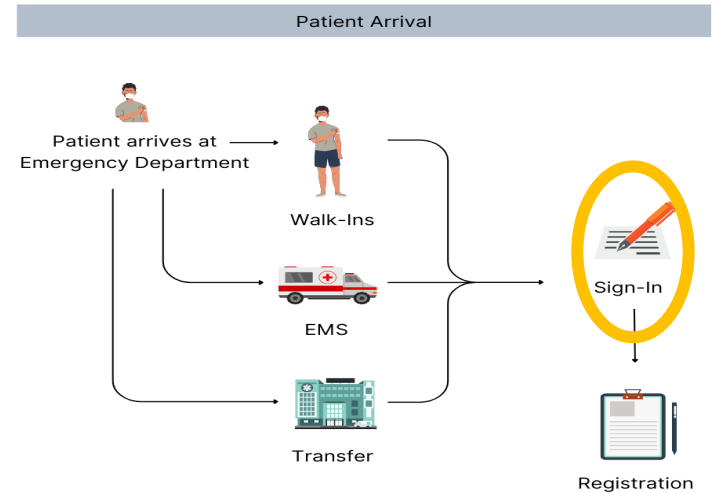 Patient Arrival
Patient arrives at
Emergency Department
Walk-Ins
EMS
Transfer
Sign-In
Registration